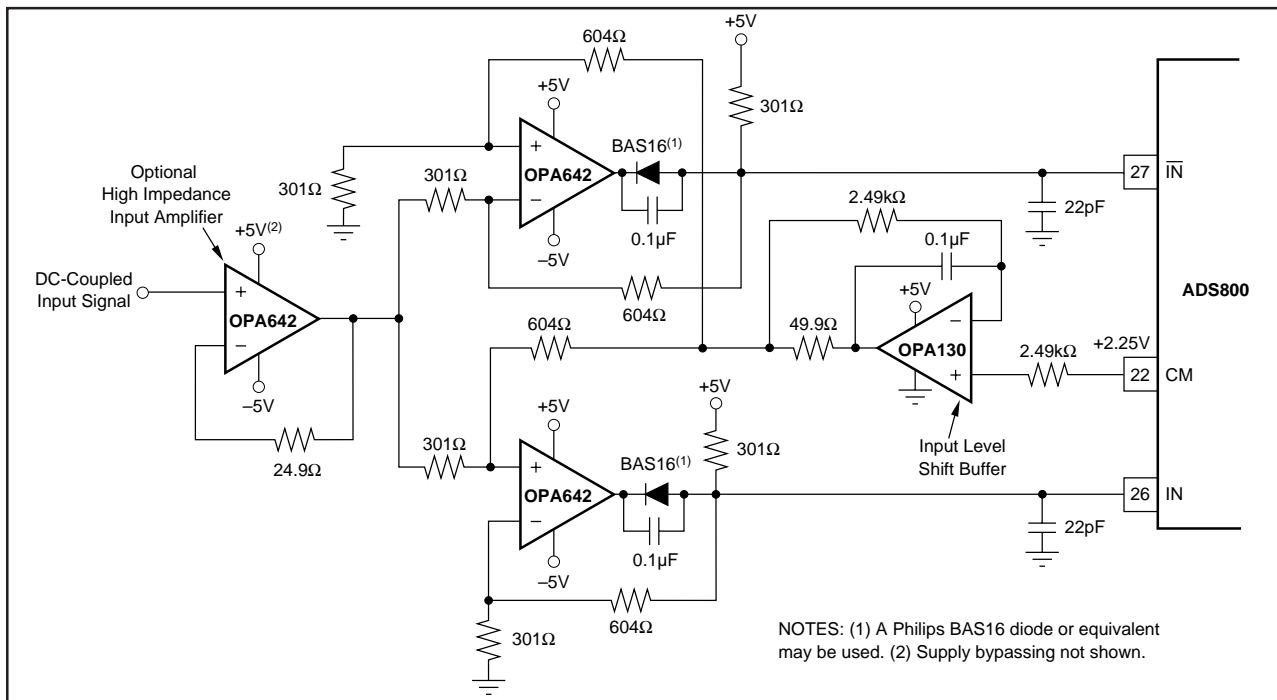 +5V
604Ω
+5V
301Ω
Optional
High Impedance
Input Amplifier
BAS16(1)
+
OPA642
–
27
IN
301Ω
301Ω
2.49kΩ
22pF
+5V(2)
0.1µF
–5V
0.1µF
DC-Coupled
Input Signal
+
OPA642
–
ADS800
+5V
–
OPA130
+
604Ω
604Ω
49.9Ω
2.49kΩ
+2.25V
22
CM
–5V
+5V
+5V
24.9Ω
301Ω
301Ω
Input Level
Shift Buffer
BAS16(1)
+
OPA642
–
26
IN
0.1µF
22pF
–5V
604Ω
301Ω
NOTES: (1) A Philips BAS16 diode or equivalent
may be used. (2) Supply bypassing not shown.